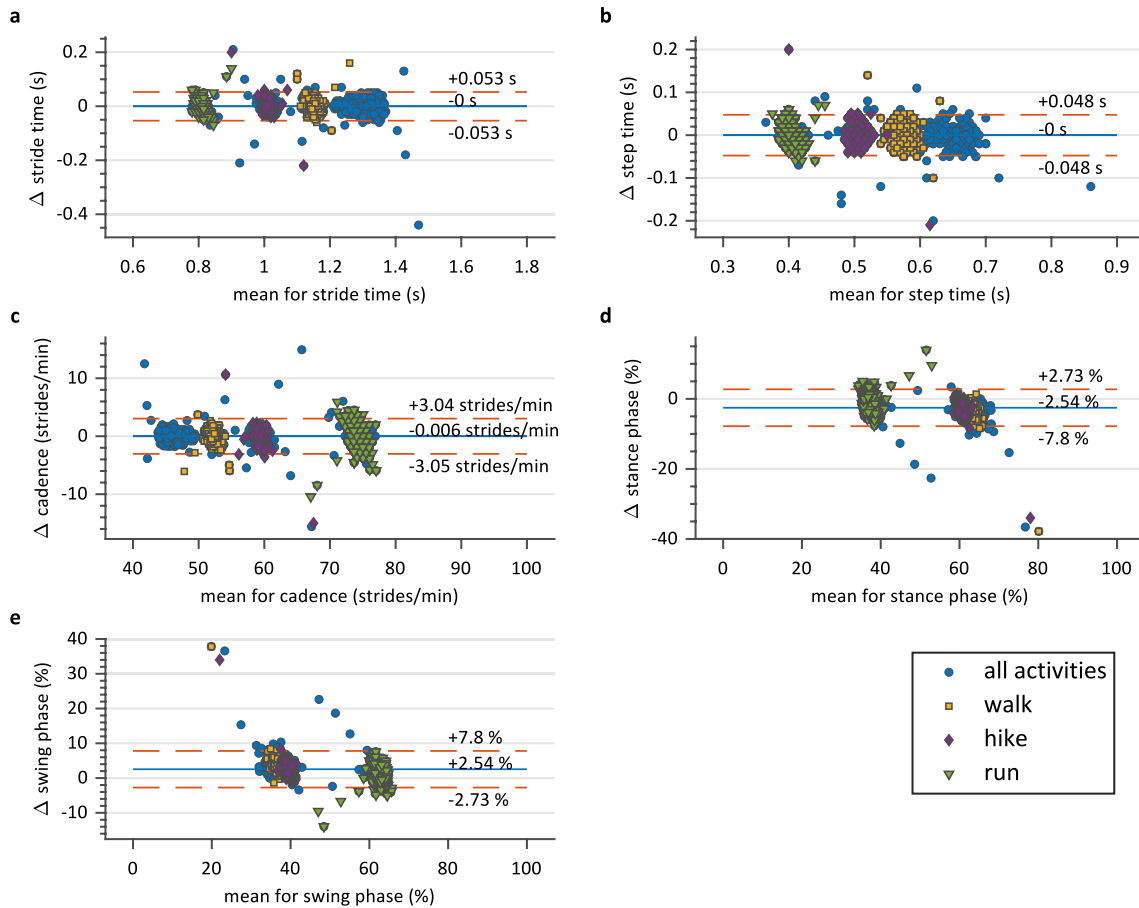 a
0.2
0
-0.2
-0.4
Δ stride time (s)
+0.053 s
-0 s
-0.053 s
0.6 0.8 1 1.2 1.4 1.6 1.8
mean for stride time (s)
b
0.2
0.1
0
-0.1
-0.2
Δ step time (s)
+0.048 s
-0 s
-0.048 s
0.3 0.4 0.5 0.6 0.7 0.8 0.9
mean for step time (s)
c
10
0
-10
Δ cadence (strides/min)
+3.04 strides/min
-0.006 strides/min
-3.05 strides/min
40 50 60 70 80 90 100
mean for cadence (strides/min)
d
0
-20
-40
Δ stance phase (%)
+2.73 %
-2.54 %
-7.8 %
0 20 40 60 80 100
mean for stance phase (%)
e
40
30
20
10
0
-10
Δ swing phase (%)
+7.8 %
+2.54 %
-2.73 %
0 20 40 60 80 100
mean for swing phase (%)
all activities
walk
hike
run